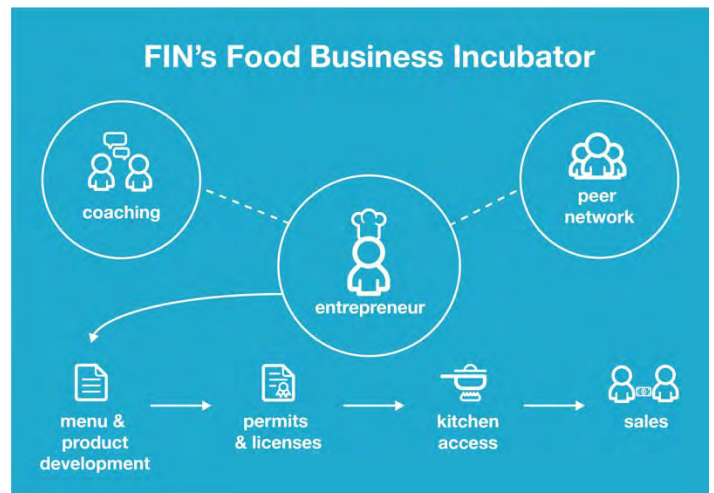 FIN's Food Business Incubator
coaching
peer
network
entrepreneur
menu &
product
development
permits
& licenses
kitchen
access
sales